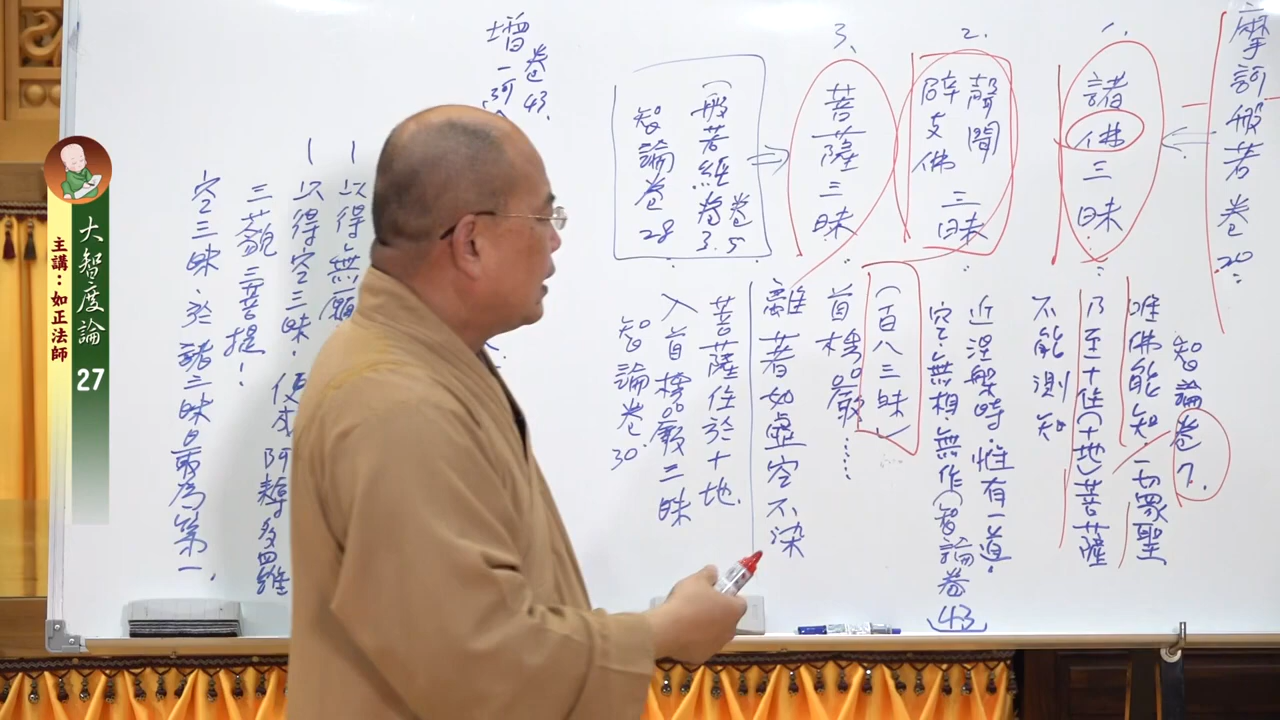 摩訶般若卷20
1.
諸佛三昧
智論卷7.
唯佛能知.一切眾聖
乃至十住(十地)菩薩
不能測知
2.
聲聞
辟支佛
三昧
近涅槃時.惟有一道.
空.無相.無作(智論卷43
3.
菩薩三昧
(百八三昧)
首楞嚴……
離著如虛空不染
(般若經卷3.5
智論卷28
菩薩住於十地.
入首楞嚴三昧
智論卷30
卷43.
增一阿
以得無願
以得空三昧.便成阿耨多羅
三藐三菩提!
空三昧.於諸三昧最為第一.
大智度論 27
主講：如正法師